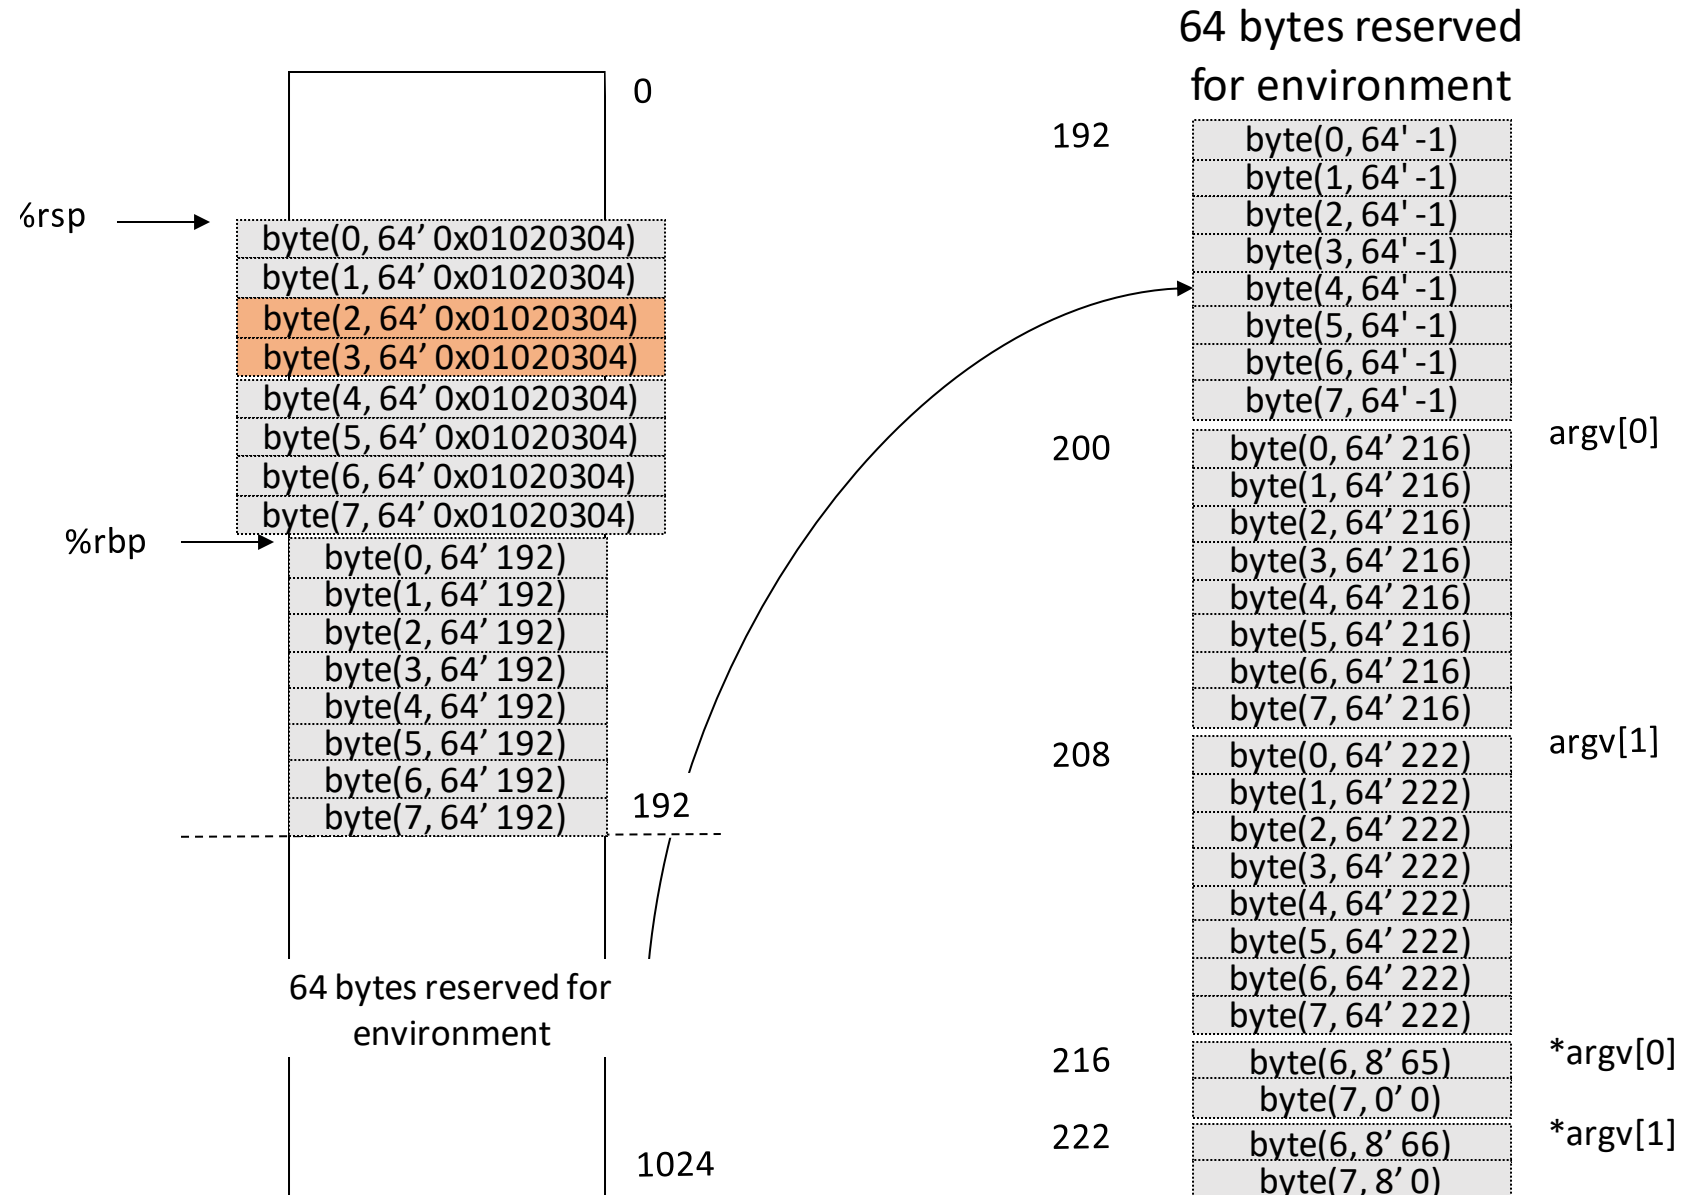 0
%rsp
byte(0, 64’ 0x01020304)
byte(1, 64’ 0x01020304)
byte(2, 64’ 0x01020304)
byte(3, 64’ 0x01020304)
byte(4, 64’ 0x01020304)
byte(5, 64’ 0x01020304)
byte(6, 64’ 0x01020304)
byte(7, 64’ 0x01020304)
%rbp
byte(0, 64’ 192)
byte(1, 64’ 192)
byte(2, 64’ 192)
byte(3, 64’ 192)
byte(4, 64’ 192)
byte(5, 64’ 192)
byte(6, 64’ 192)
byte(7, 64’ 192)
192
64 bytes reserved for
environment
1024
64 bytes reserved
for environment
192
byte(0, 64' -1)
byte(1, 64' -1)
byte(2, 64' -1)
byte(3, 64' -1)
byte(4, 64' -1)
byte(5, 64' -1)
byte(6, 64' -1)
byte(7, 64' -1)
200
byte(0, 64’ 216)
argv[0]
byte(1, 64’ 216)
byte(2, 64’ 216)
byte(3, 64’ 216)
byte(4, 64’ 216)
byte(5, 64’ 216)
byte(6, 64’ 216)
byte(7, 64’ 216)
208
byte(0, 64’ 222)
argv[1]
byte(1, 64’ 222)
byte(2, 64’ 222)
byte(3, 64’ 222)
byte(4, 64’ 222)
byte(5, 64’ 222)
byte(6, 64’ 222)
byte(7, 64’ 222)
216
byte(6, 8’ 65)
*argv[0]
byte(7, 0’ 0)
222
byte(6, 8’ 66)
*argv[1]
byte(7, 8’ 0)